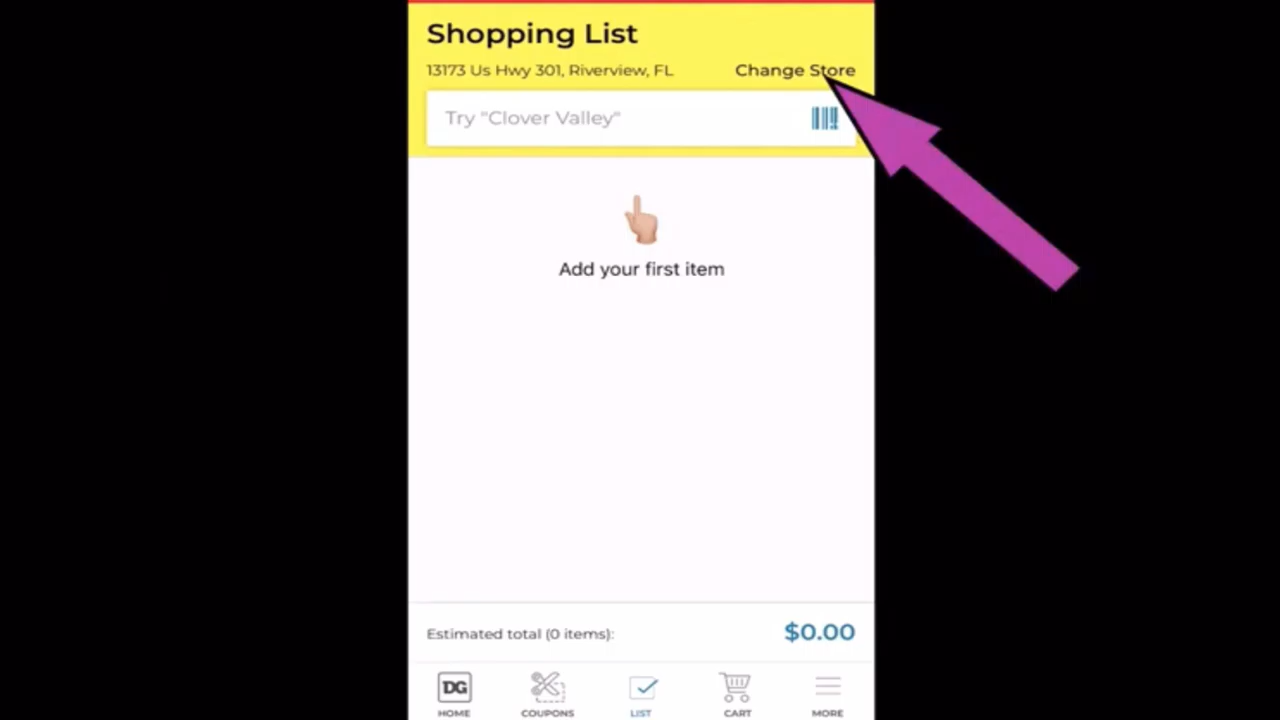 Shopping List
13173 Us Hwy 301, Riverview, FL
Change Store
Try "Clover Valley"
Add your first item
Estimated total (0 items):
$0.00
DG
HOME
COUPONS
LIST
CART
MORE